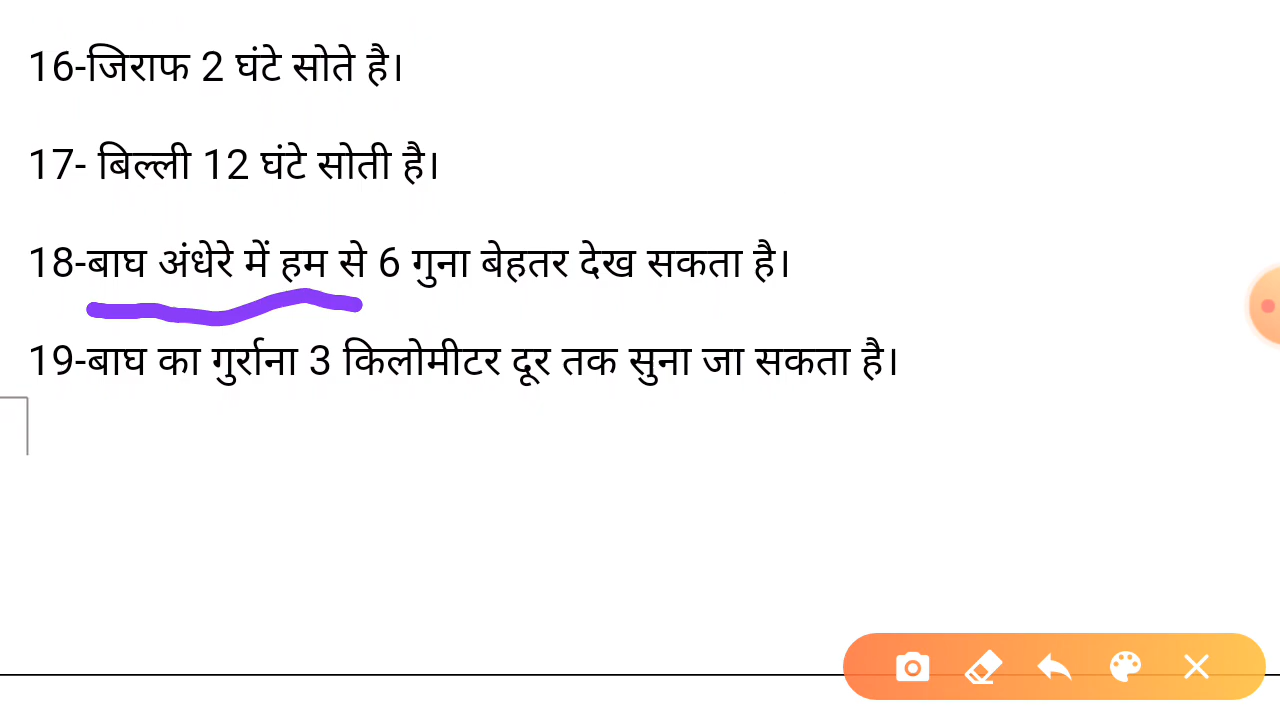 16-जिराफ 2 घंटे सोते है।
17- बिल्ली 12 घंटे सोती है।
18-बाघ अंधेरे में हम से 6 गुना बेहतर देख सकता है।
19-बाघ का गुर्राना 3 किलोमीटर दूर तक सुना जा सकता है।